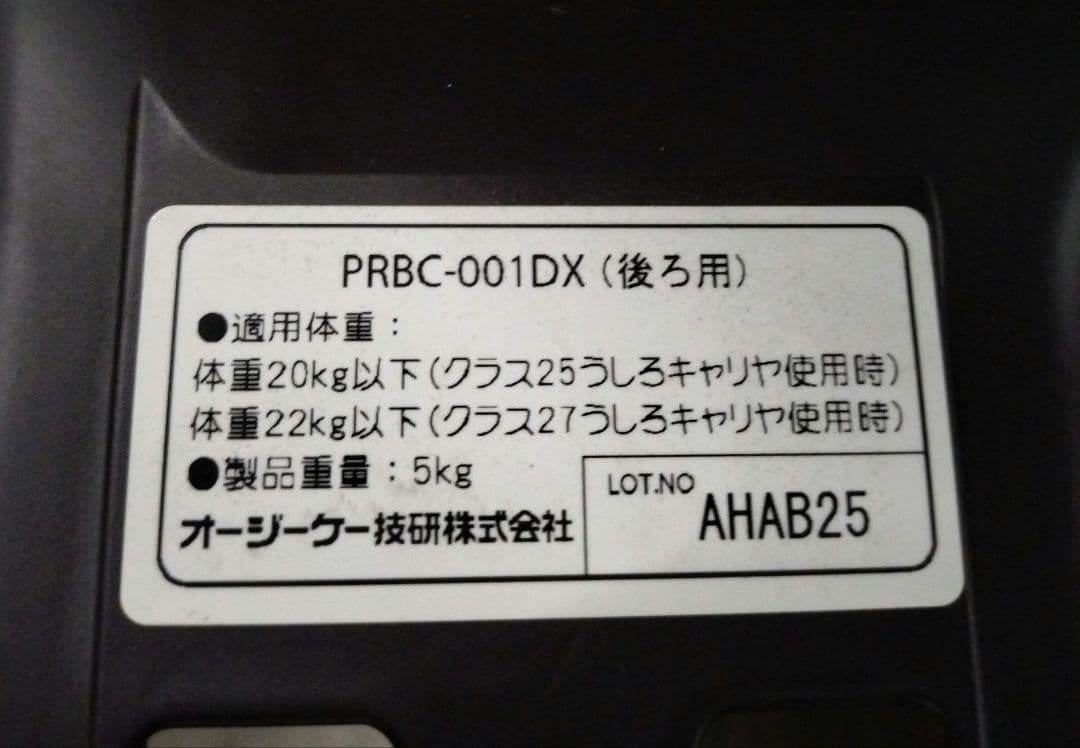 PRBC-001DX(後ろ用)
●適用体重:
体重20kg以下(クラス25うしろキャリヤ使用時)
体重22kg以下(クラス27うしろキャリヤ使用時)
●製品重量:5kg
オージーケー技研株式会社
LOT.NO AHAB25